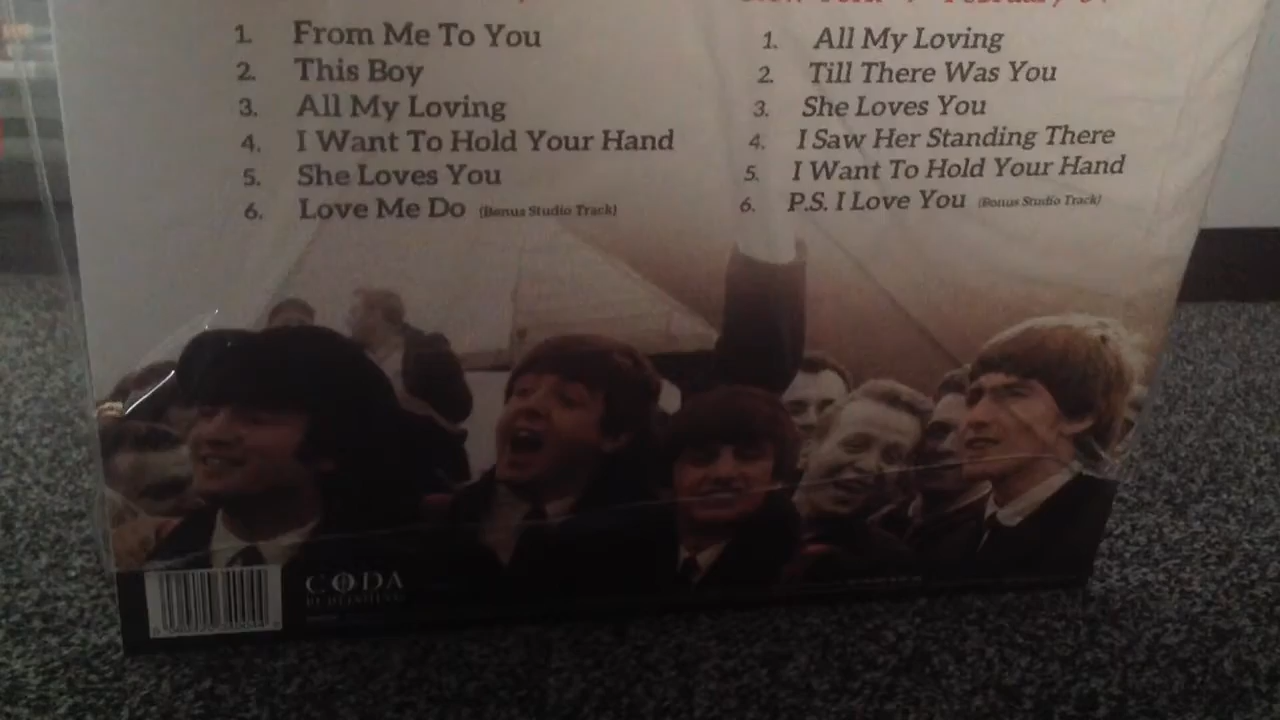 1. From Me To You
2. This Boy
3. All My Loving
4. I Want To Hold Your Hand
5. She Loves You
6. Love Me Do (Bonus Studio Track)
1. All My Loving
2. Till There Was You
3. She Loves You
4. I Saw Her Standing There
5. I Want To Hold Your Hand
6. P.S. I Love You (Bonus Studio Track)
CODA
PUBLISHING